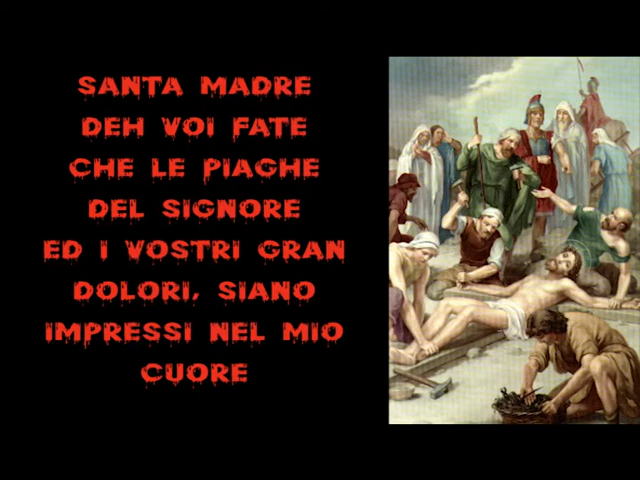 SANTA MADRE
DEH VOI FATE
CHE LE PIAGHE
DEL SIGNORE
ED I VOSTRI GRAN
DOLORI, SIANO
IMPRESSI NEL MIO
CUORE